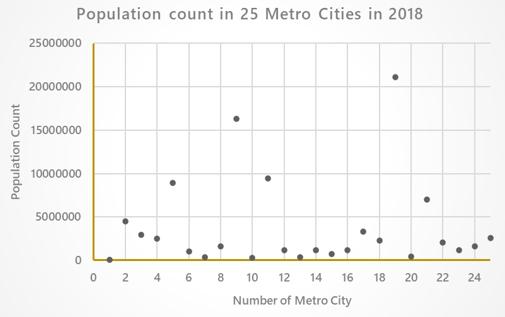 Population count in 25 Metro Cities in 2018
25000000
20000000
15000000
10000000
5000000
0
Population Count
0 2 4 6 8 10 12 14 16 18 20 22 24
Number of Metro City